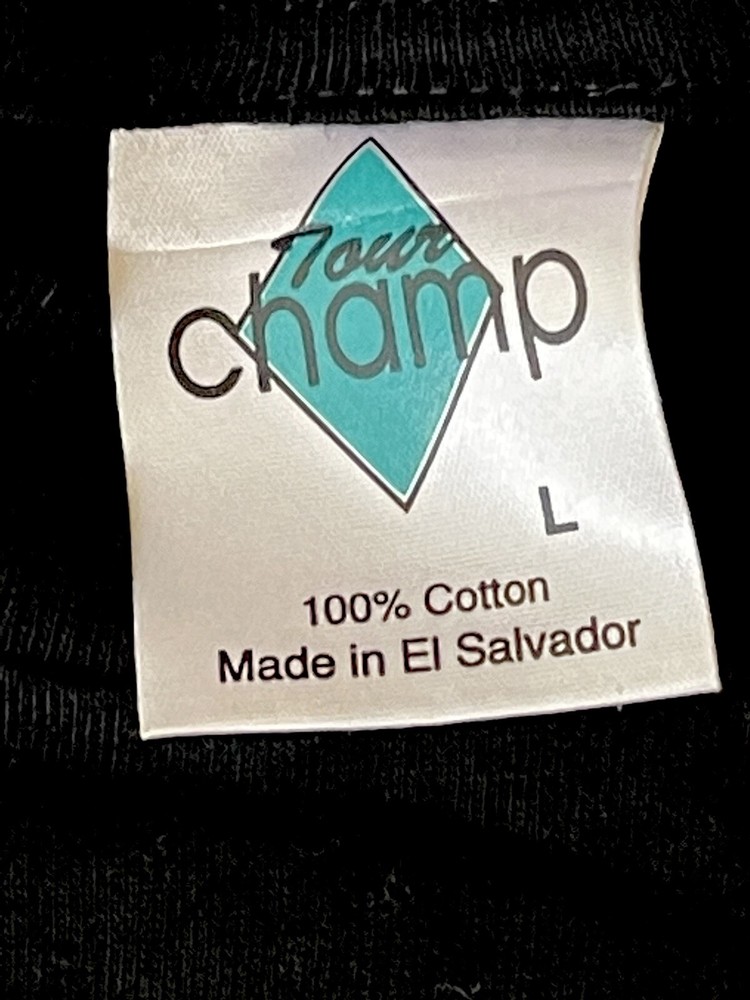 Tour
champ
L
100% Cotton
Made in El Salvador